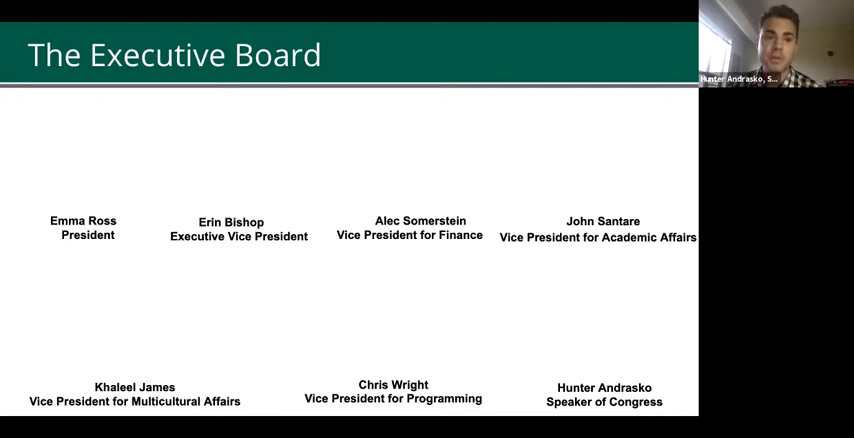 The Executive Board
Hunter Andrasko, S...
Emma Ross
President
Erin Bishop
Executive Vice President
Alec Somerstein
Vice President for Finance
John Santare
Vice President for Academic Affairs
Khaleel James
Vice President for Multicultural Affairs
Chris Wright
Vice President for Programming
Hunter Andrasko
Speaker of Congress